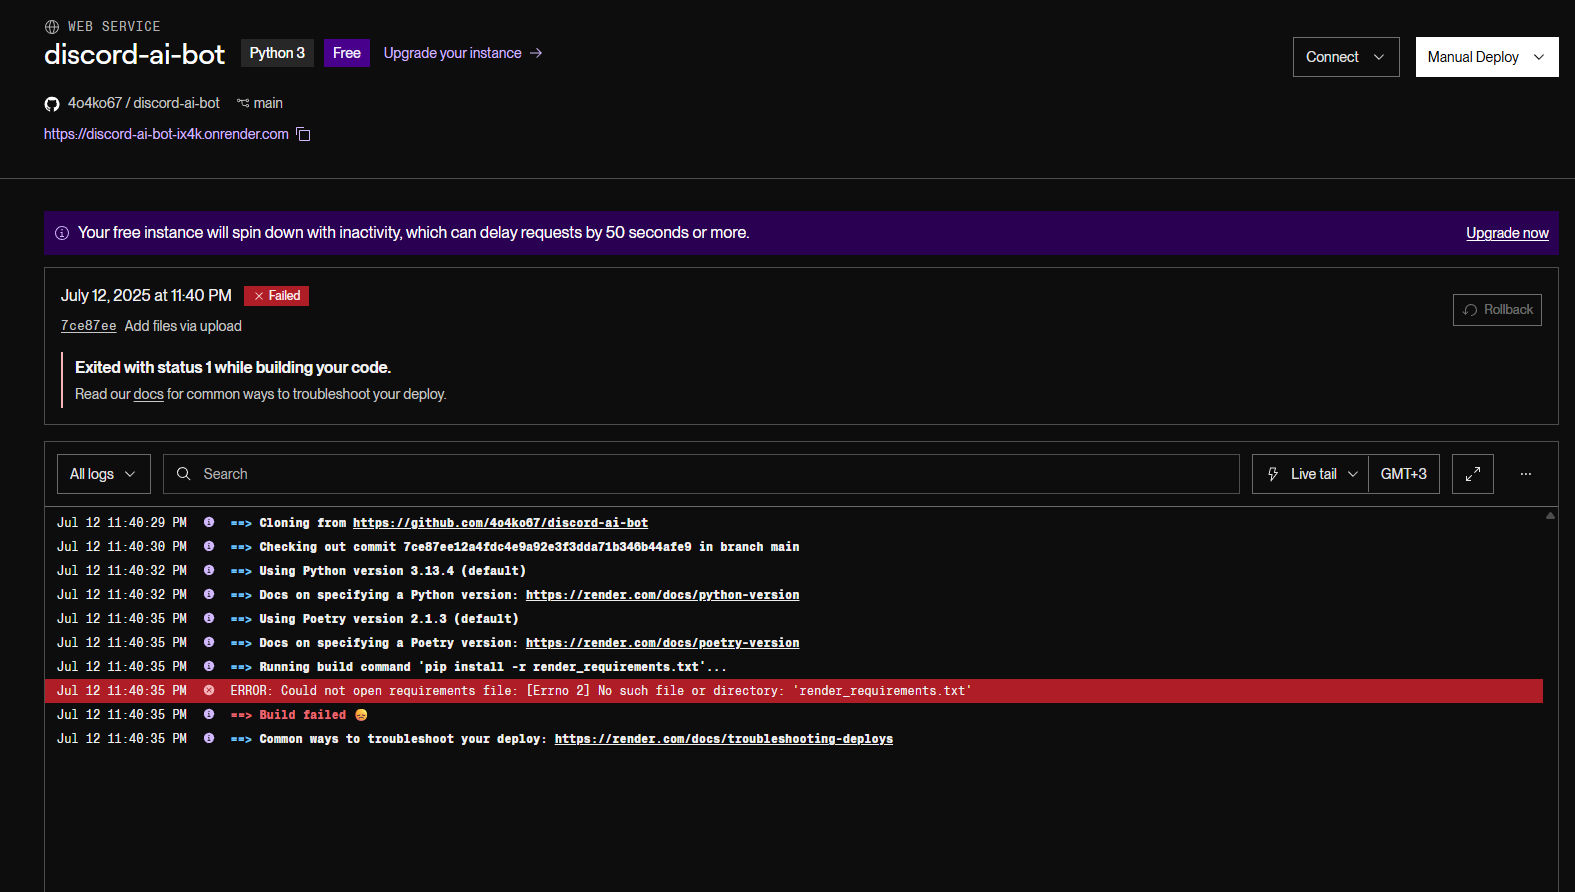 WEB SERVICE
discord-ai-bot Python 3 Free Upgrade your instance →
Connect Manual Deploy
4o4ko67 / discord-ai-bot main
https://discord-ai-bot-ix4k.onrender.com
Your free instance will spin down with inactivity, which can delay requests by 50 seconds or more. Upgrade now
July 12, 2025 at 11:40 PM Failed
Rollback
7ce87ee Add files via upload
Exited with status 1 while building your code.
Read our docs for common ways to troubleshoot your deploy.
All logs Search Live tail GMT+3 ...
Jul 12 11:40:29 PM ==> Cloning from https://github.com/4o4ko67/discord-ai-bot
Jul 12 11:40:30 PM ==> Checking out commit 7ce87ee12a4fdc4e9a92e3f3dda71b346b44afe9 in branch main
Jul 12 11:40:32 PM ==> Using Python version 3.13.4 (default)
Jul 12 11:40:32 PM ==> Docs on specifying a Python version: https://render.com/docs/python-version
Jul 12 11:40:35 PM ==> Using Poetry version 2.1.3 (default)
Jul 12 11:40:35 PM ==> Docs on specifying a Poetry version: https://render.com/docs/poetry-version
Jul 12 11:40:35 PM ==> Running build command 'pip install -r render_requirements.txt'...
Jul 12 11:40:35 PM ERROR: Could not open requirements file: [Errno 2] No such file or directory: 'render_requirements.txt'
Jul 12 11:40:35 PM ==> Build failed 😞
Jul 12 11:40:35 PM ==> Common ways to troubleshoot your deploy: https://render.com/docs/troubleshooting-deploys